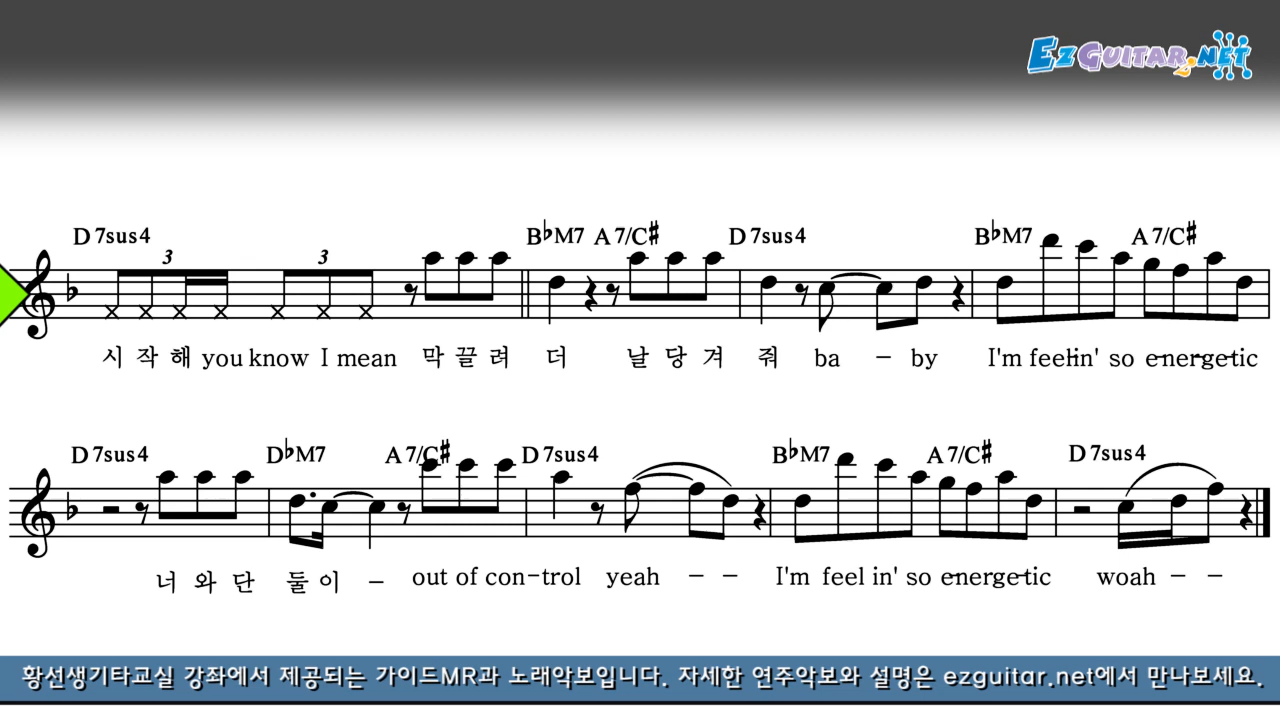 EZGUITAR.NET
D7sus4 B♭M7 A7/C♯ D7sus4 B♭M7 A7/C♯
3 3
시 작 해 you know I mean 막 끌 려 더 날 당 겨 줘 ba - by I'm feelin' so energetic
D7sus4 D♭M7 A7/C♯ D7sus4 B♭M7 A7/C♯ D7sus4
너 와 단 둘 이 - out of con-trol yeah - - I'm feel in' so energetic woah - -
황선생기타교실 강좌에서 제공되는 가이드MR과 노래악보입니다. 자세한 연주악보와 설명은 ezguitar.net에서 만나보세요.